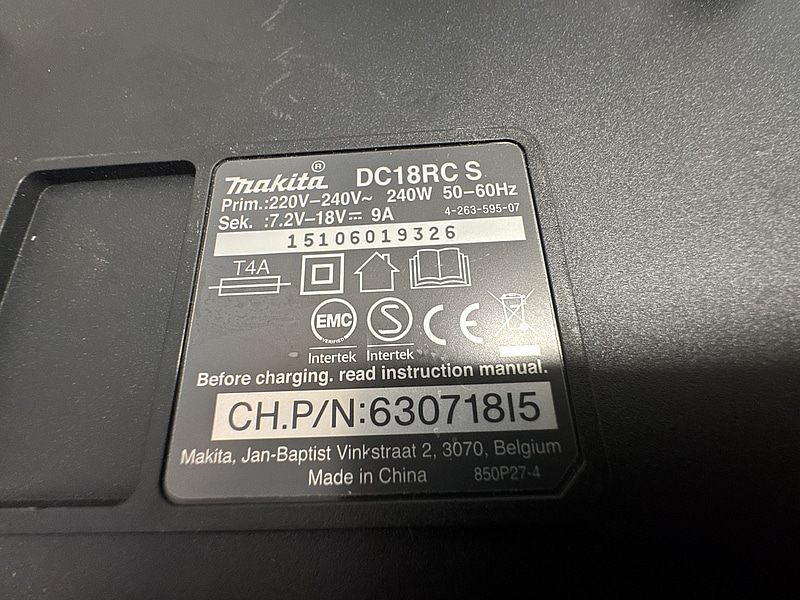 makita® DC18RC S
Prim.:220V–240V~ 240W 50–60Hz
Sek. :7.2V–18V⎓ 9A 4-263-595-07
15106019326
T4A
EMC S CE
VERIFIED
Intertek Intertek
Before charging. read instruction manual.
CH.P/N:630718I5
Makita, Jan-Baptist Vinkstraat 2, 3070, Belgium
Made in China 850P27-4